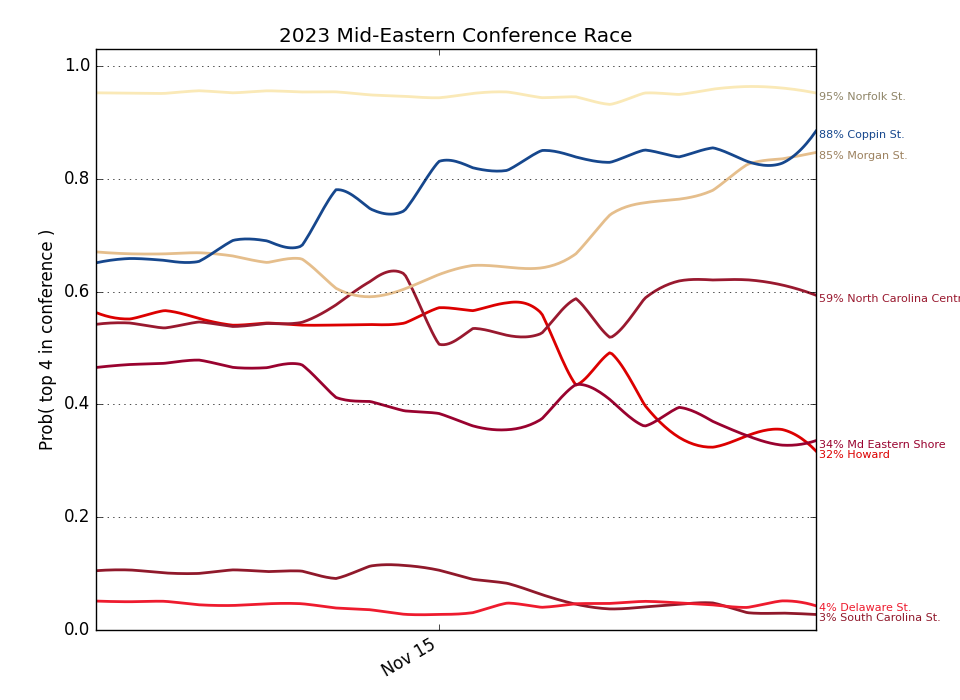 2023 Mid-Eastern Conference Race
Prob( top 4 in conference )
1.0
0.8
0.6
0.4
0.2
0.0
Nov 15
95% Norfolk St.
88% Coppin St.
85% Morgan St.
59% North Carolina Centr
34% Md Eastern Shore
32% Howard
4% Delaware St.
3% South Carolina St.